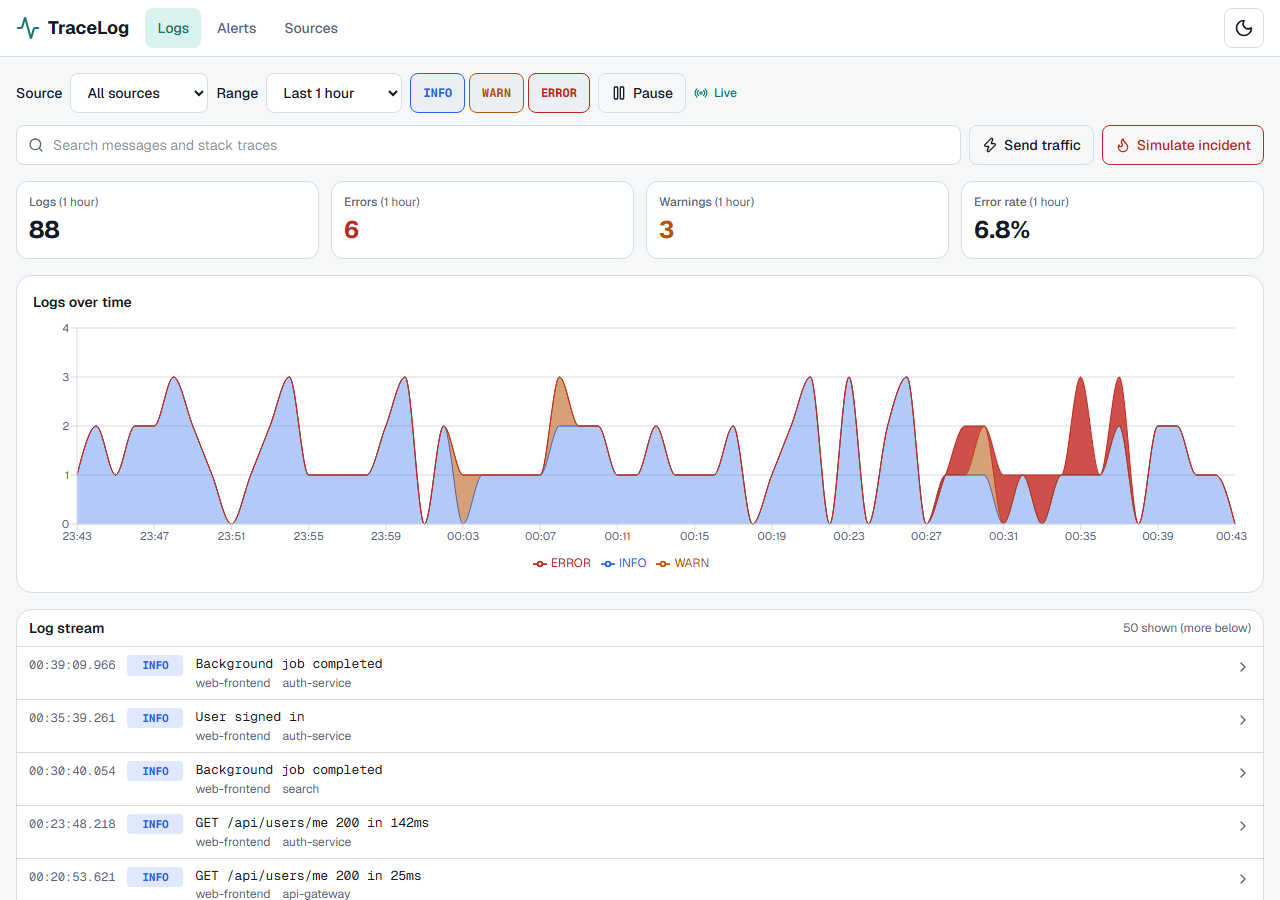 TraceLog Logs Alerts Sources
Source All sources Range Last 1 hour INFO WARN ERROR Pause Live
Search messages and stack traces Send traffic Simulate incident
Logs (1 hour) Errors (1 hour) Warnings (1 hour) Error rate (1 hour)
88 6 3 6.8%
Logs over time
4
3
2
1
0
23:43 23:47 23:51 23:55 23:59 00:03 00:07 00:11 00:15 00:19 00:23 00:27 00:31 00:35 00:39 00:43
ERROR INFO WARN
Log stream 50 shown (more below)
00:39:09.966 INFO Background job completed
web-frontend auth-service
00:35:39.261 INFO User signed in
web-frontend auth-service
00:30:40.054 INFO Background job completed
web-frontend search
00:23:48.218 INFO GET /api/users/me 200 in 142ms
web-frontend auth-service
00:20:53.621 INFO GET /api/users/me 200 in 25ms
web-frontend api-gateway